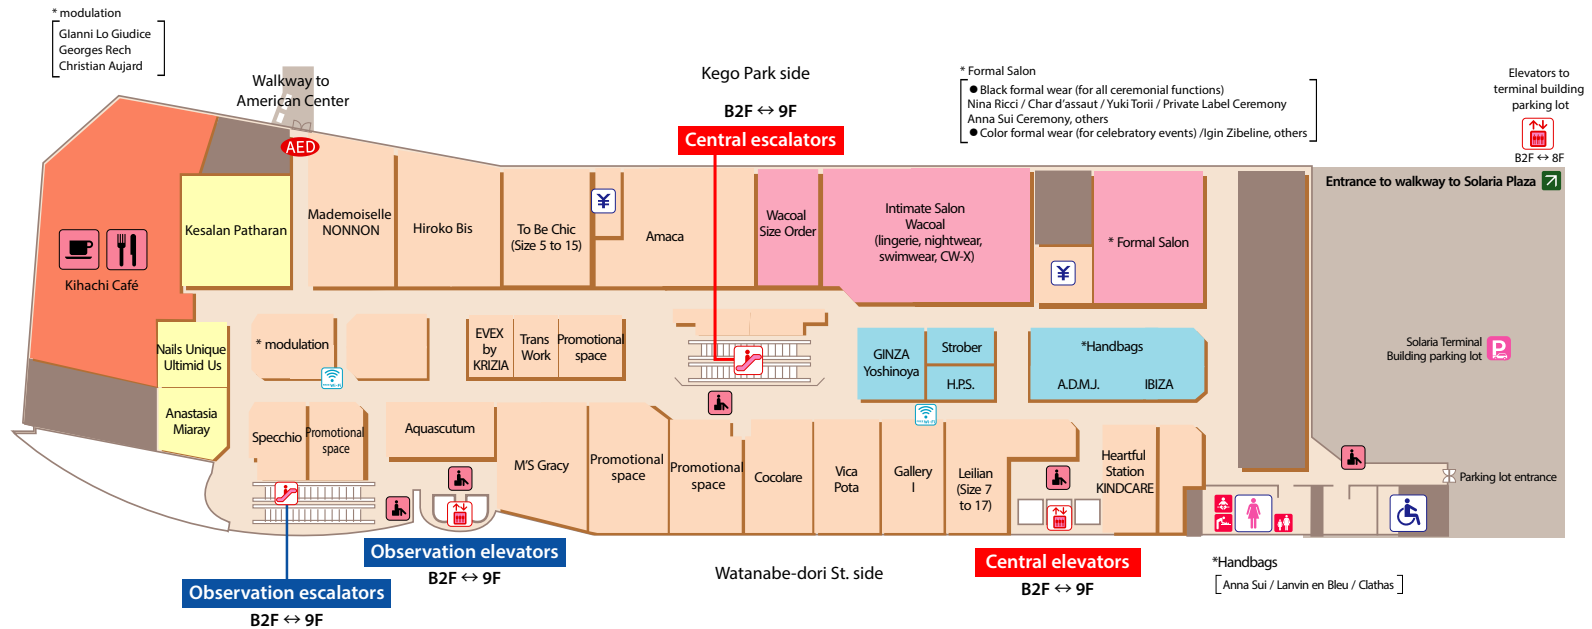 * modulation
GIanni Lo Giudice
Georges Rech
Christian Aujard
Walkway to
American Center
AED
Kego Park side
B2F ↔ 9F
Central escalators
* Formal Salon
● Black formal wear (for all ceremonial functions)
Nina Ricci / Char d’assaut / Yuki Torii / Private Label Ceremony
Anna Sui Ceremony, others
● Color formal wear (for celebratory events) /Igin Zibeline, others
Elevators to
terminal building
parking lot
B2F ↔ 8F
Entrance to walkway to Solaria Plaza
Kihachi Café
Kesalan Patharan
Mademoiselle
NONNON
Hiroko Bis
To Be Chic
(Size 5 to 15)
¥
Amaca
Wacoal
Size Order
Intimate Salon
Wacoal
(lingerie, nightwear,
swimwear, CW-X)
¥
* Formal Salon
Nails Unique
Ultimid Us
Anastasia
Miaray
* modulation
EVEX
by
KRIZIA
Trans
Work
Promotional
space
GINZA
Yoshinoya
Strober
H.P.S.
*Handbags
A.D.M.J.
IBIZA
Solaria Terminal
Building parking lot
P
Specchio
Promotional
space
Aquascutum
M’S Gracy
Promotional
space
Promotional
space
Cocolare
Vica
Pota
Gallery
I
Leilian
(Size 7
to 17)
Heartful
Station
KINDCARE
Parking lot entrance
Observation elevators
B2F ↔ 9F
Observation escalators
B2F ↔ 9F
Watanabe-dori St. side
Central elevators
B2F ↔ 9F
*Handbags
Anna Sui / Lanvin en Bleu / Clathas